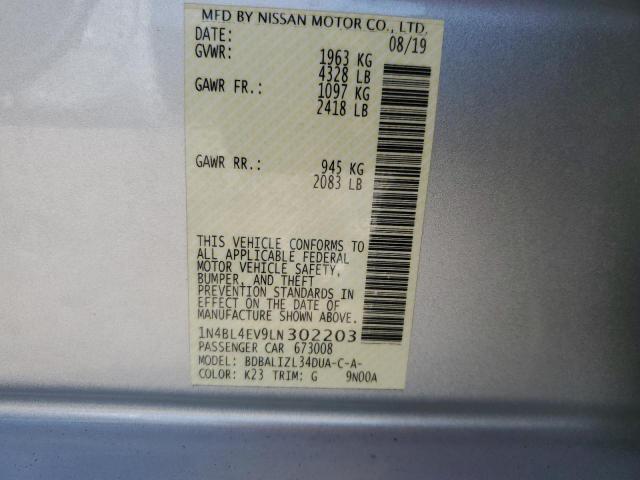 MFD BY NISSAN MOTOR CO., LTD.
DATE: 08/19
GVWR: 1963 KG
4328 LB
GAWR FR.: 1097 KG
2418 LB
GAWR RR.: 945 KG
2083 LB
THIS VEHICLE CONFORMS TO
ALL APPLICABLE FEDERAL
MOTOR VEHICLE SAFETY,
BUMPER, AND THEFT
PREVENTION STANDARDS IN
EFFECT ON THE DATE OF
MANUFACTURE SHOWN ABOVE.
1N4BL4EV9LN302203
PASSENGER CAR 673008
MODEL: BDBALIZL34DUA-C-A-
COLOR: K23 TRIM: G 9N00A